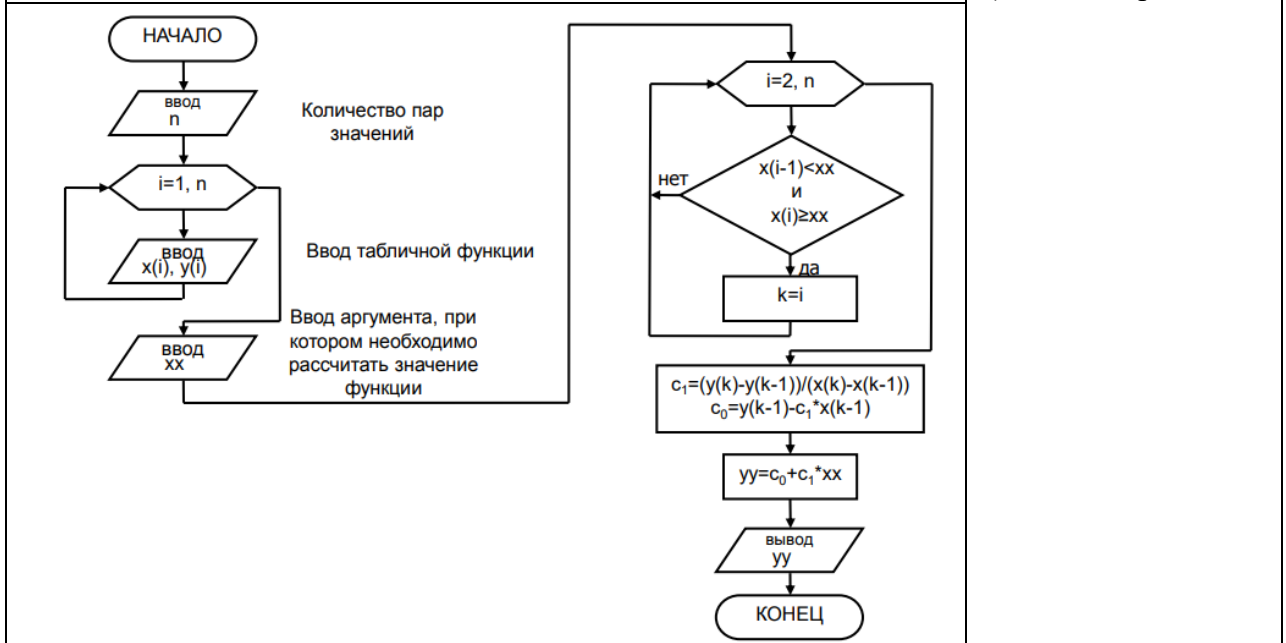 НАЧАЛО
ввод
n
Количество пар
значений
i=1, n
ввод
x(i), y(i)
Ввод табличной функции
ввод
xx
Ввод аргумента, при
котором необходимо
рассчитать значение
функции
i=2, n
x(i-1)<xx
и
x(i)≥xx
нет
да
k=i
c₁=(y(k)-y(k-1))/(x(k)-x(k-1))
c₀=y(k-1)-c₁*x(k-1)
yy=c₀+c₁*xx
вывод
yy
КОНЕЦ